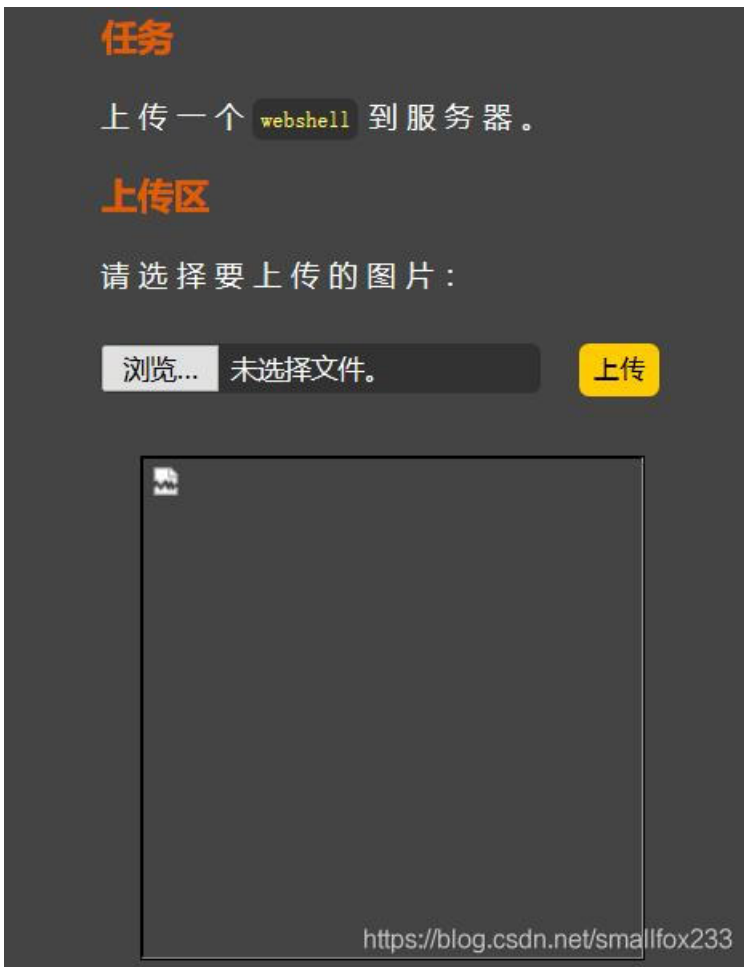 任务
上传一个 webshell 到服务器。
上传区
请选择要上传的图片：
浏览... 未选择文件。 上传
https://blog.csdn.net/smallfox233